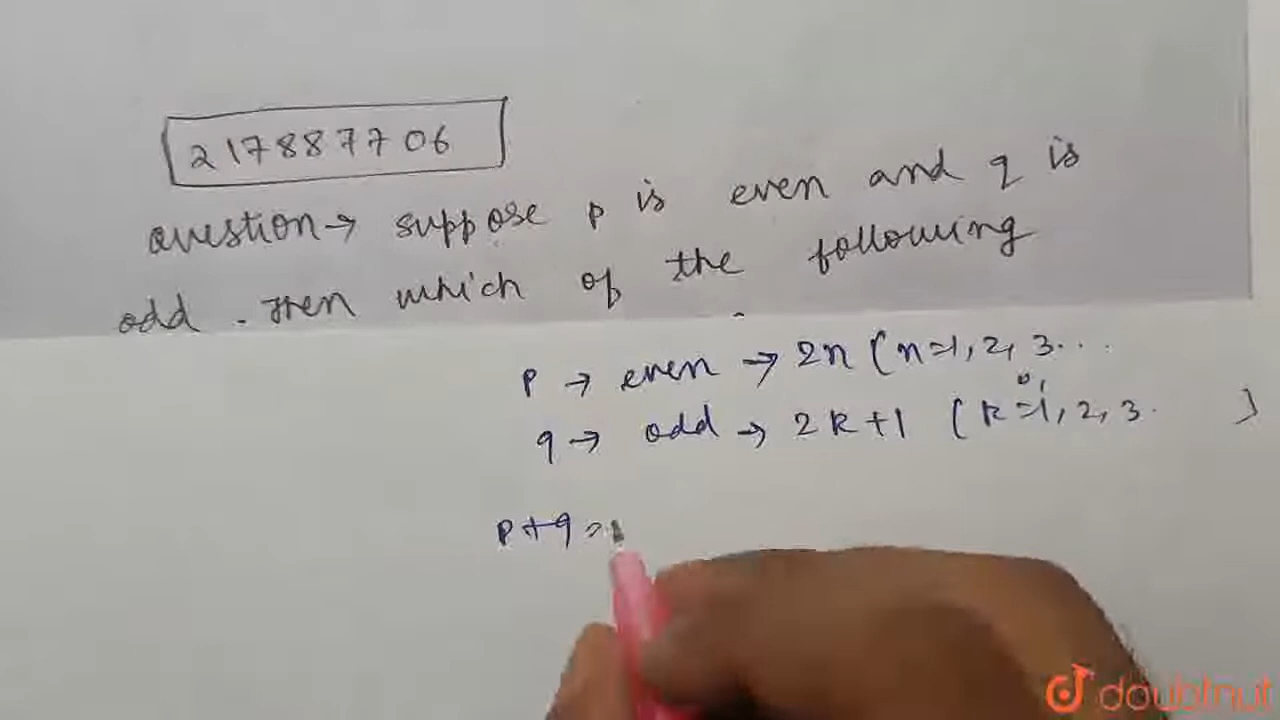 217887706
question→ suppose p is even and q is
odd. Then which of the following
p → even → 2n (n=1, 2, 3...
0,
q → odd → 2k+1 (k=1, 2, 3. )
p+q =
doubtnut